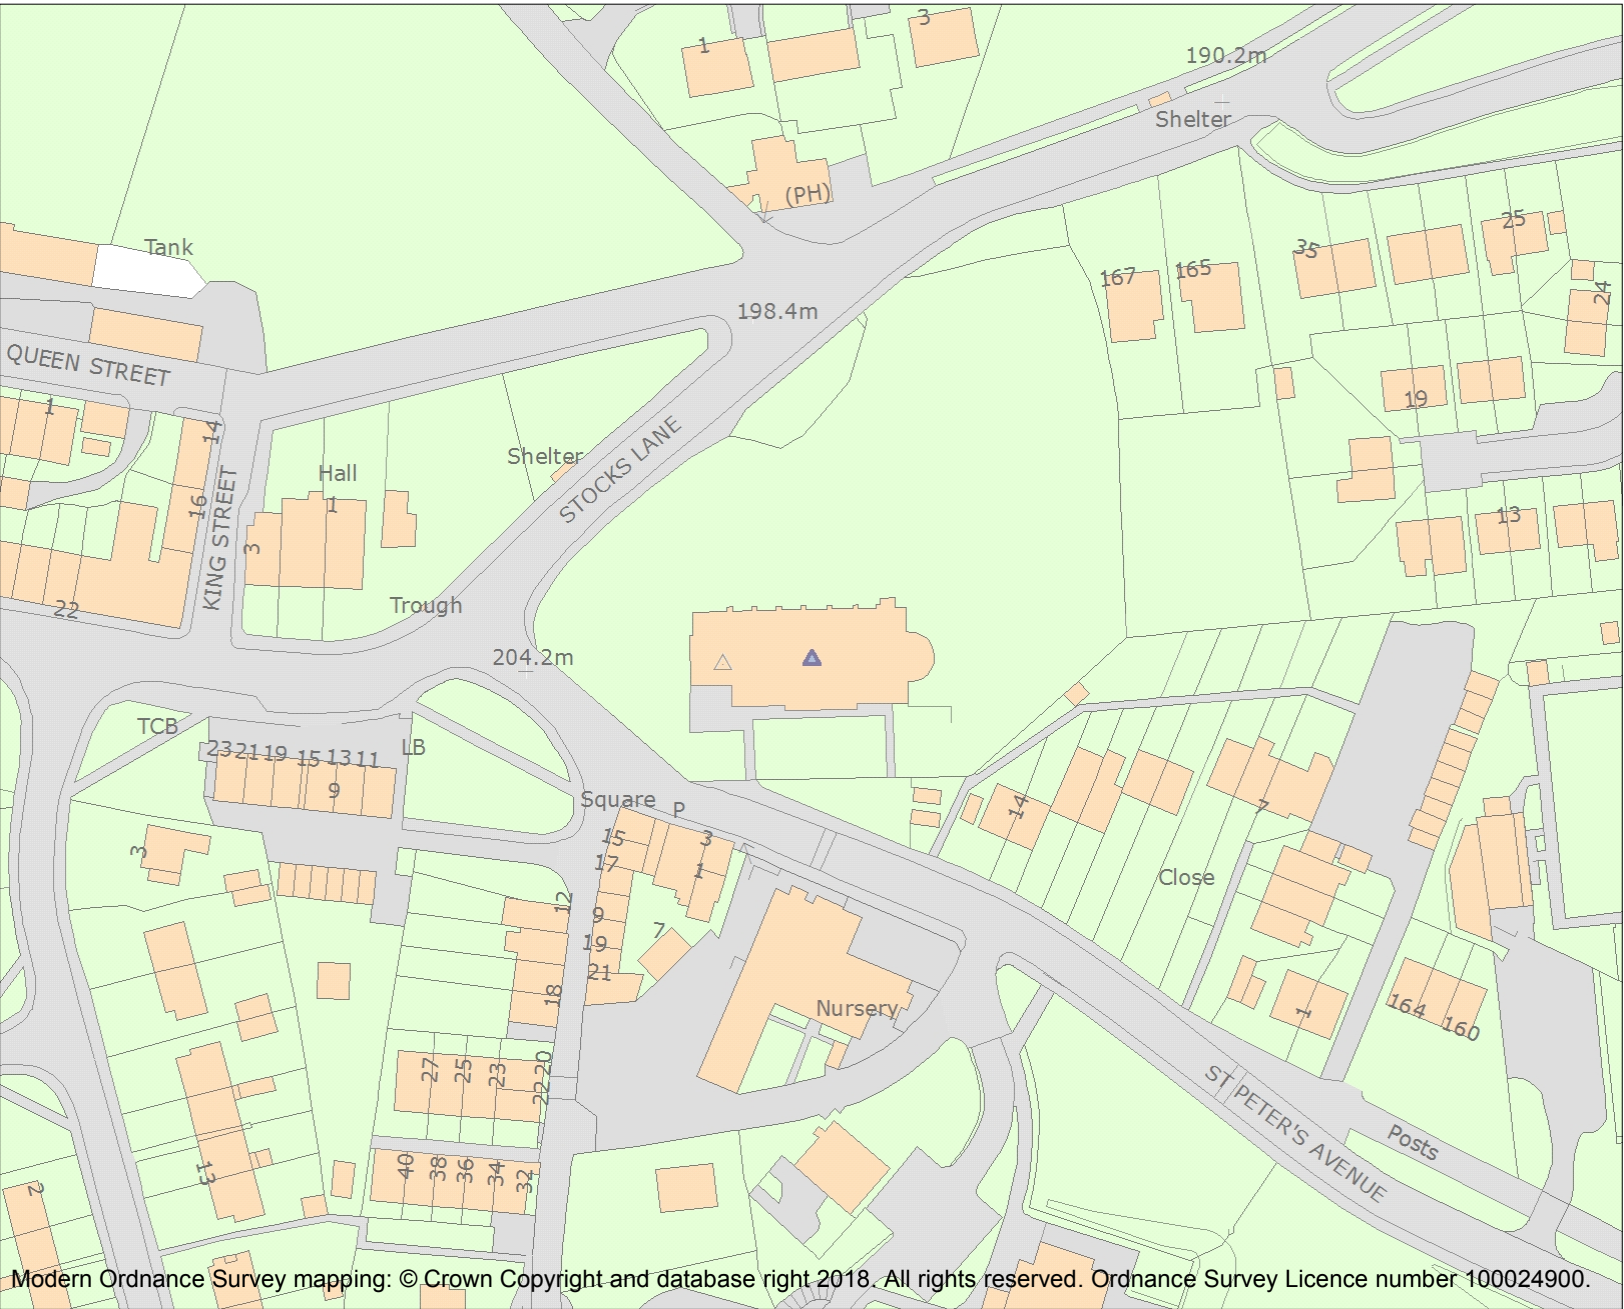 1
3
190.2m
Shelter
(PH)
Tank
25
35
167
165
24
198.4m
QUEEN STREET
1
19
14
Shelter
STOCKS LANE
Hall
1
16
KING STREET
3
13
22
Trough
204.2m
TCB
23 21 19 15 13 11
LB
9
Square
P
14
7
15
3
17
1
3
Close
12
9
7
19
21
18
Nursery
1
164
160
27
25
23
20
22
ST PETER'S AVENUE
Posts
40
38
36
34
32
13
2
Modern Ordnance Survey mapping: © Crown Copyright and database right 2018. All rights reserved. Ordnance Survey Licence number 100024900.